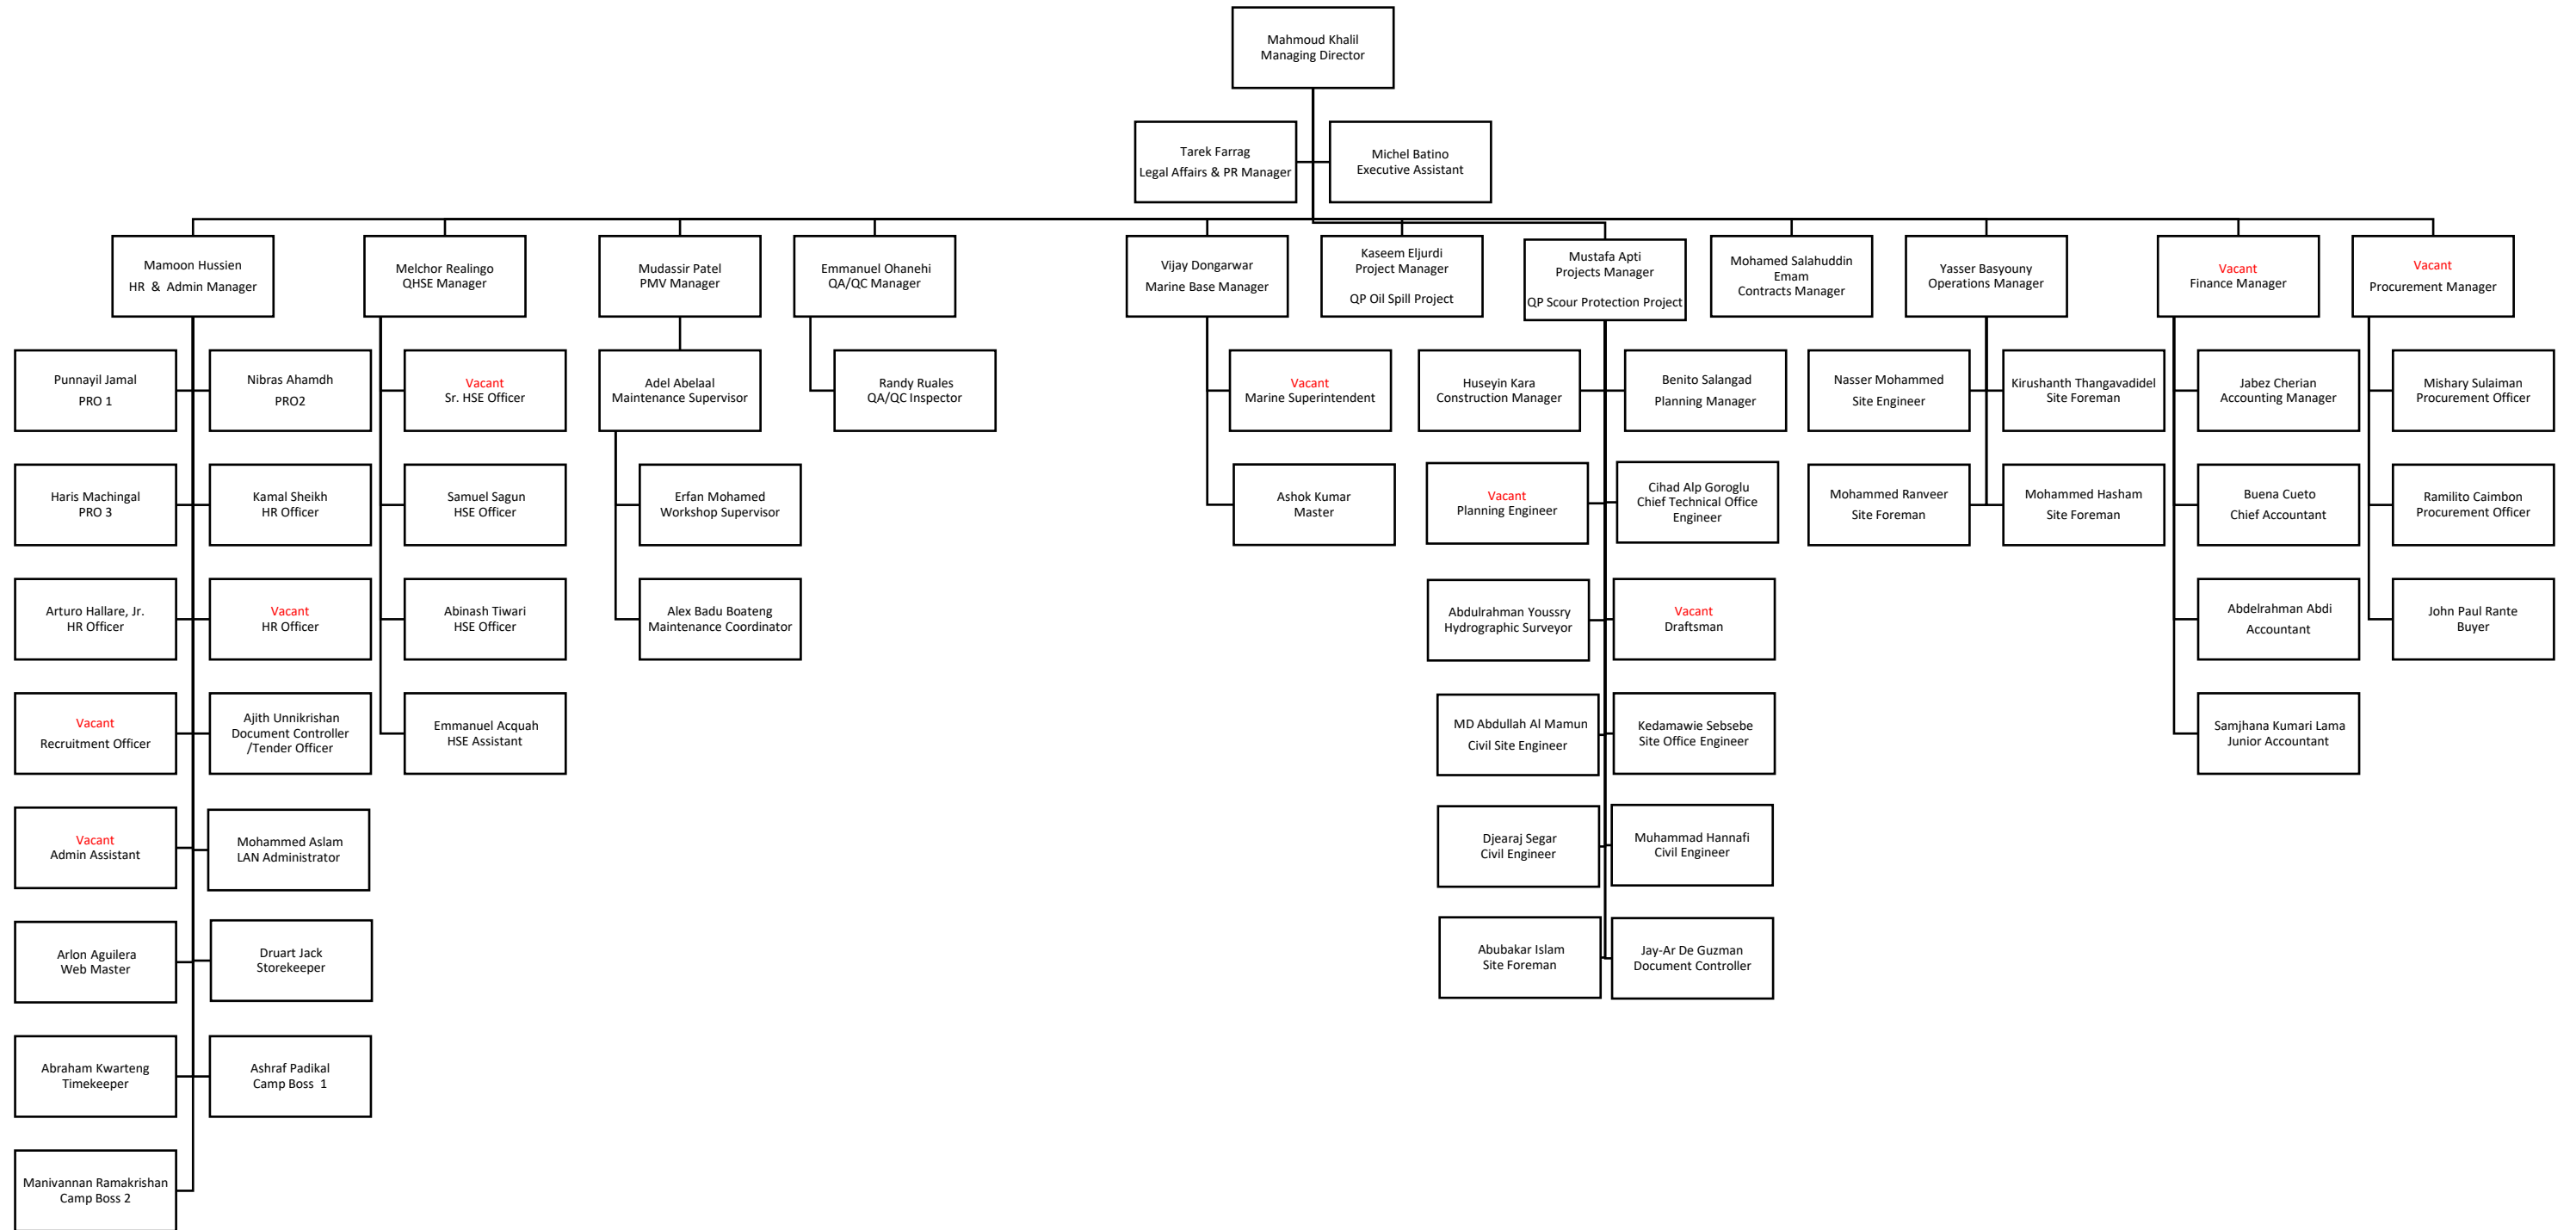 Mahmoud Khalil
Managing Director
Tarek Farrag
Legal Affairs & PR Manager
Michel Batino
Executive Assistant
Mamoon Hussien
HR & Admin Manager
Melchor Realingo
QHSE Manager
Mudassir Patel
PMV Manager
Emmanuel Ohanehi
QA/QC Manager
Vijay Dongarwar
Marine Base Manager
Kaseem Eljurdi
Project Manager
QP Oil Spill Project
Mustafa Apti
Projects Manager
QP Scour Protection Project
Mohamed Salahuddin
Emam
Contracts Manager
Yasser Basyouny
Operations Manager
Vacant
Finance Manager
Vacant
Procurement Manager
Punnayil Jamal
PRO 1
Nibras Ahamdh
PRO2
Vacant
Sr. HSE Officer
Adel Abelaal
Maintenance Supervisor
Randy Ruales
QA/QC Inspector
Vacant
Marine Superintendent
Huseyin Kara
Construction Manager
Benito Salangad
Planning Manager
Nasser Mohammed
Site Engineer
Kirushanth Thangavadidel
Site Foreman
Jabez Cherian
Accounting Manager
Mishary Sulaiman
Procurement Officer
Haris Machingal
PRO 3
Kamal Sheikh
HR Officer
Samuel Sagun
HSE Officer
Erfan Mohamed
Workshop Supervisor
Ashok Kumar
Master
Vacant
Planning Engineer
Cihad Alp Goroglu
Chief Technical Office
Engineer
Mohammed Ranveer
Site Foreman
Mohammed Hasham
Site Foreman
Buena Cueto
Chief Accountant
Ramilito Caimbon
Procurement Officer
Arturo Hallare, Jr.
HR Officer
Vacant
HR Officer
Abinash Tiwari
HSE Officer
Alex Badu Boateng
Maintenance Coordinator
Abdulrahman Youssry
Hydrographic Surveyor
Vacant
Draftsman
Abdelrahman Abdi
Accountant
John Paul Rante
Buyer
Vacant
Recruitment Officer
Ajith Unnikrishan
Document Controller
/Tender Officer
Emmanuel Acquah
HSE Assistant
MD Abdullah Al Mamun
Civil Site Engineer
Kedamawie Sebsebe
Site Office Engineer
Samjhana Kumari Lama
Junior Accountant
Vacant
Admin Assistant
Mohammed Aslam
LAN Administrator
Djearaj Segar
Civil Engineer
Muhammad Hannafi
Civil Engineer
Arlon Aguilera
Web Master
Druart Jack
Storekeeper
Abubakar Islam
Site Foreman
Jay-Ar De Guzman
Document Controller
Abraham Kwarteng
Timekeeper
Ashraf Padikal
Camp Boss 1
Manivannan Ramakrishan
Camp Boss 2